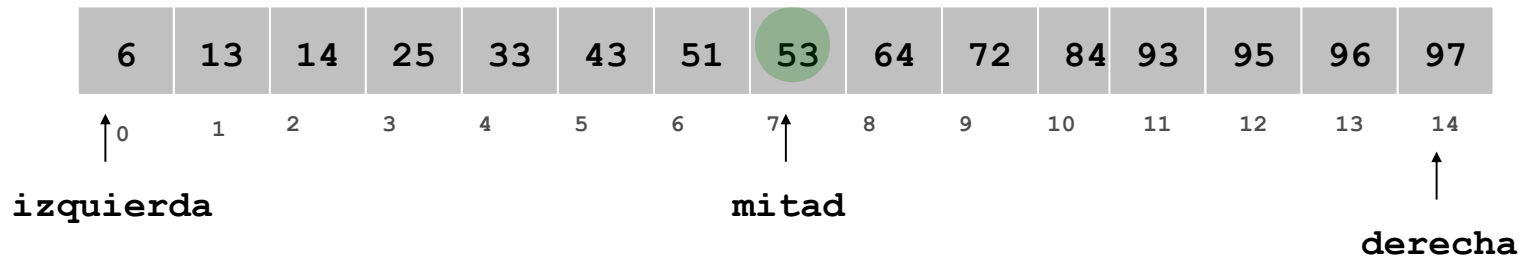 6 13 14 25 33 43 51 53 64 72 84 93 95 96 97
0 1 2 3 4 5 6 7 8 9 10 11 12 13 14
izquierda mitad
derecha